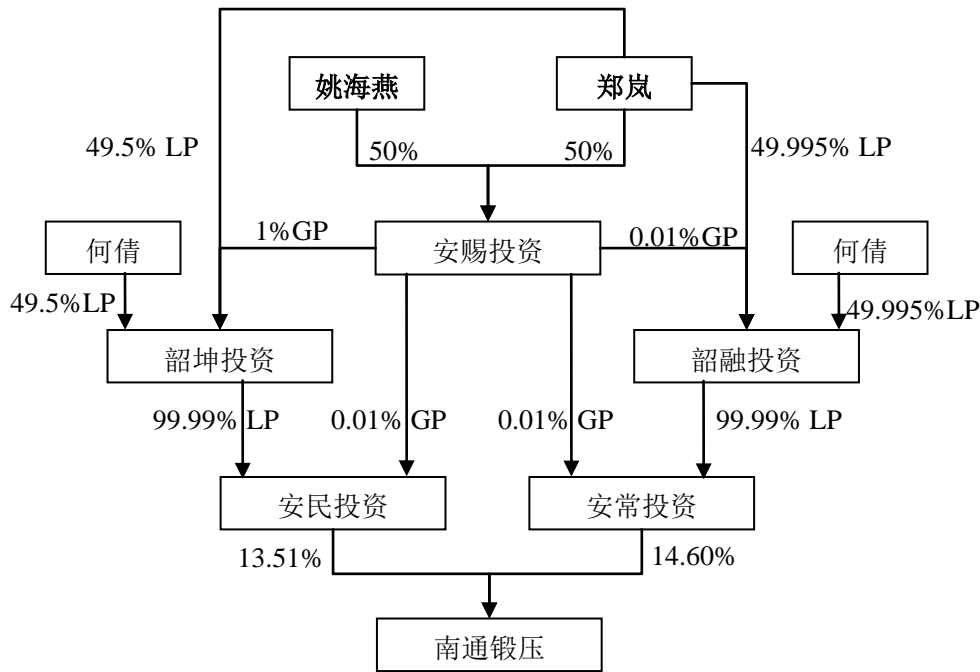 姚海燕
郑岚
49.5% LP
50%
50%
49.995% LP
何倩
1%GP
安赐投资
0.01%GP
何倩
49.5%LP
49.995%LP
韶坤投资
韶融投资
99.99% LP
0.01% GP
0.01% GP
99.99% LP
安民投资
安常投资
13.51%
14.60%
南通锻压